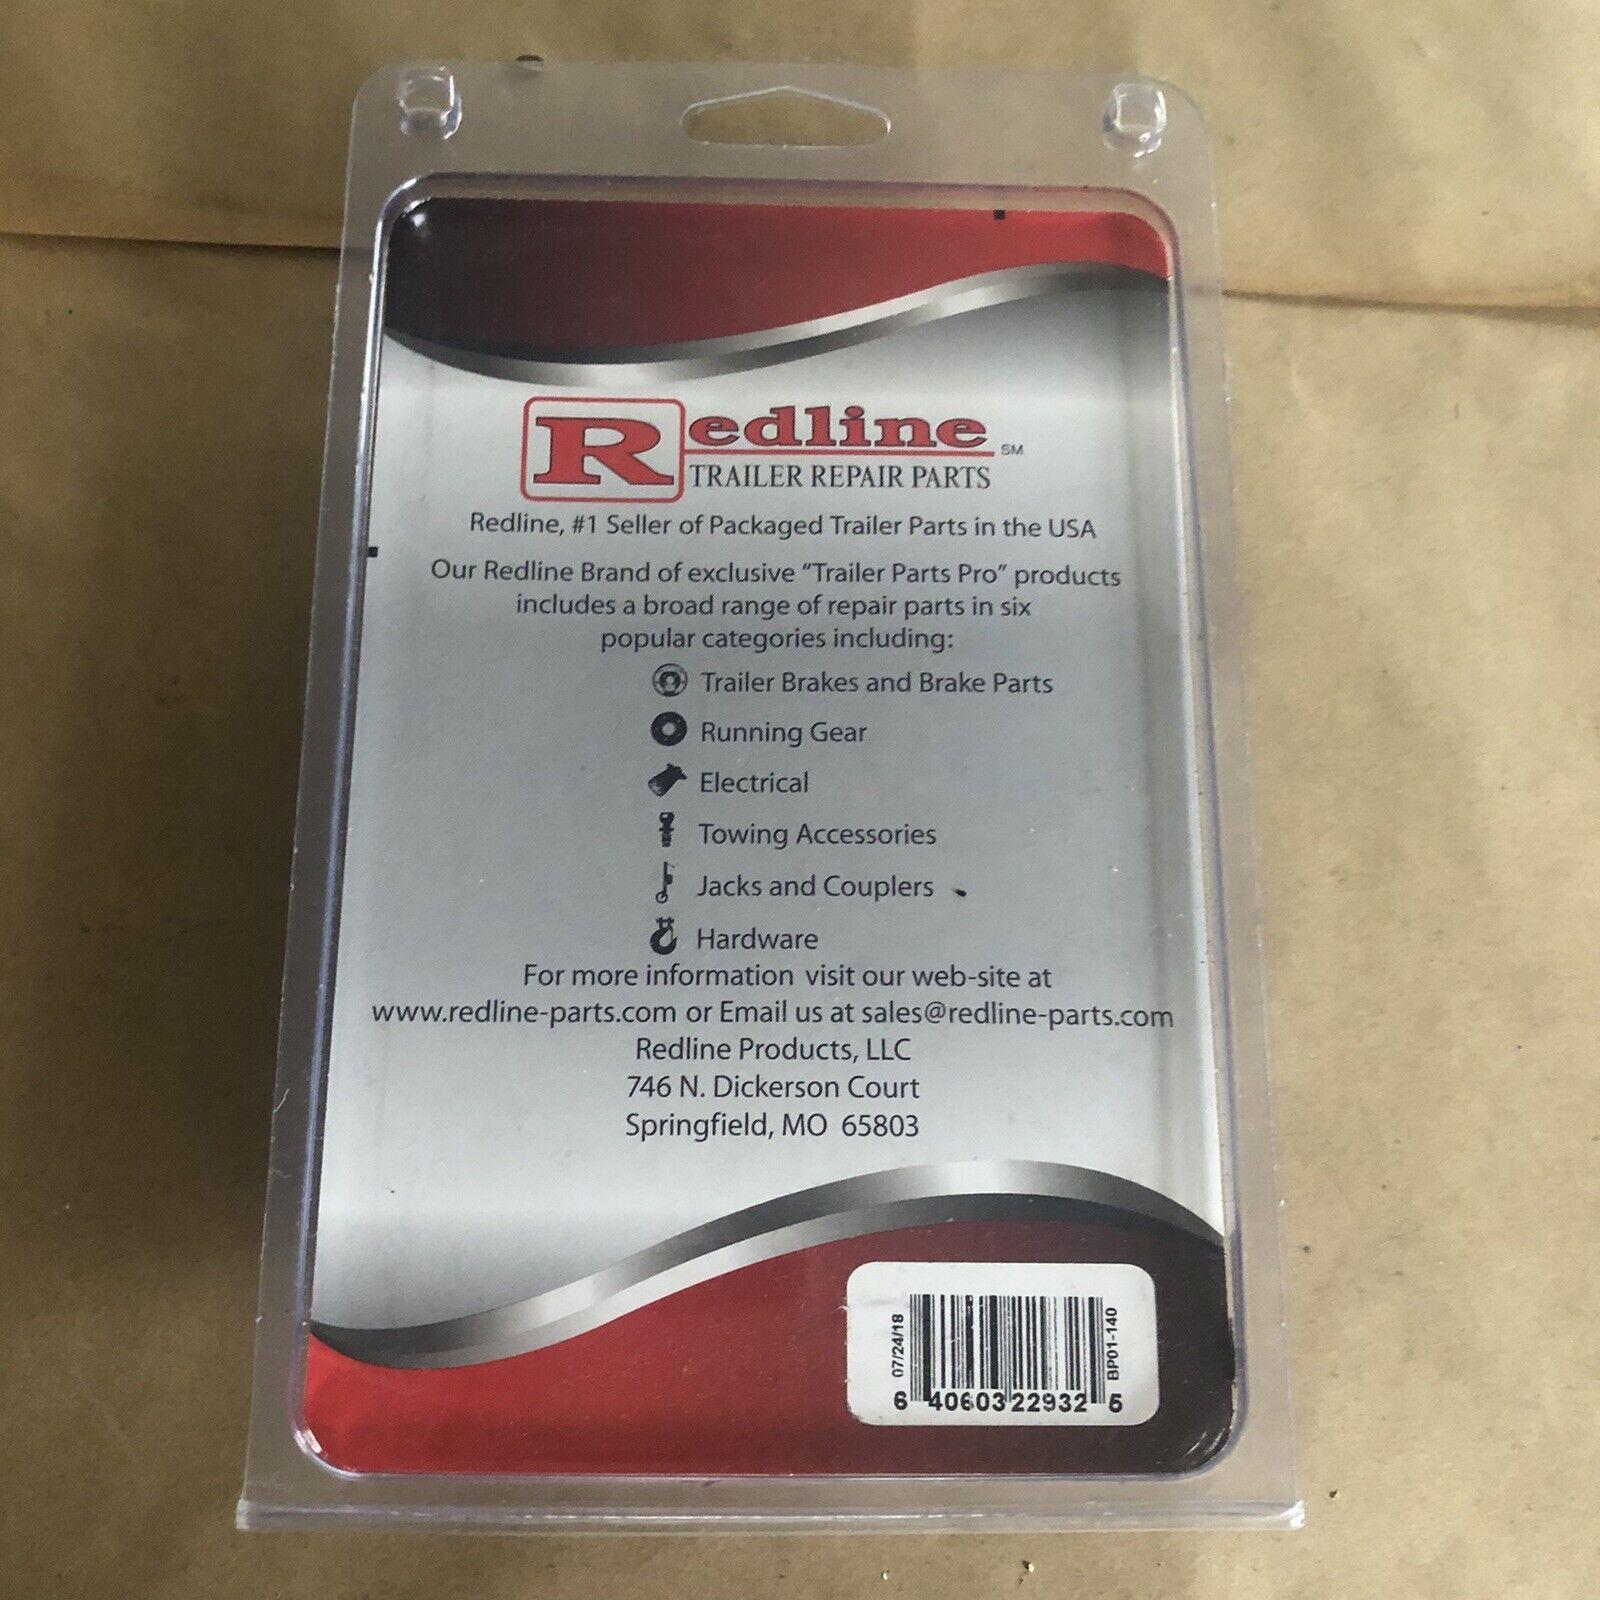 Redline SM
TRAILER REPAIR PARTS
Redline, #1 Seller of Packaged Trailer Parts in the USA
Our Redline Brand of exclusive “Trailer Parts Pro” products
includes a broad range of repair parts in six
popular categories including:
Trailer Brakes and Brake Parts
Running Gear
Electrical
Towing Accessories
Jacks and Couplers
Hardware
For more information visit our web-site at
www.redline-parts.com or Email us at sales@redline-parts.com
Redline Products, LLC
746 N. Dickerson Court
Springfield, MO 65803
07/24/18
BP01-140
6 40603 22932 5